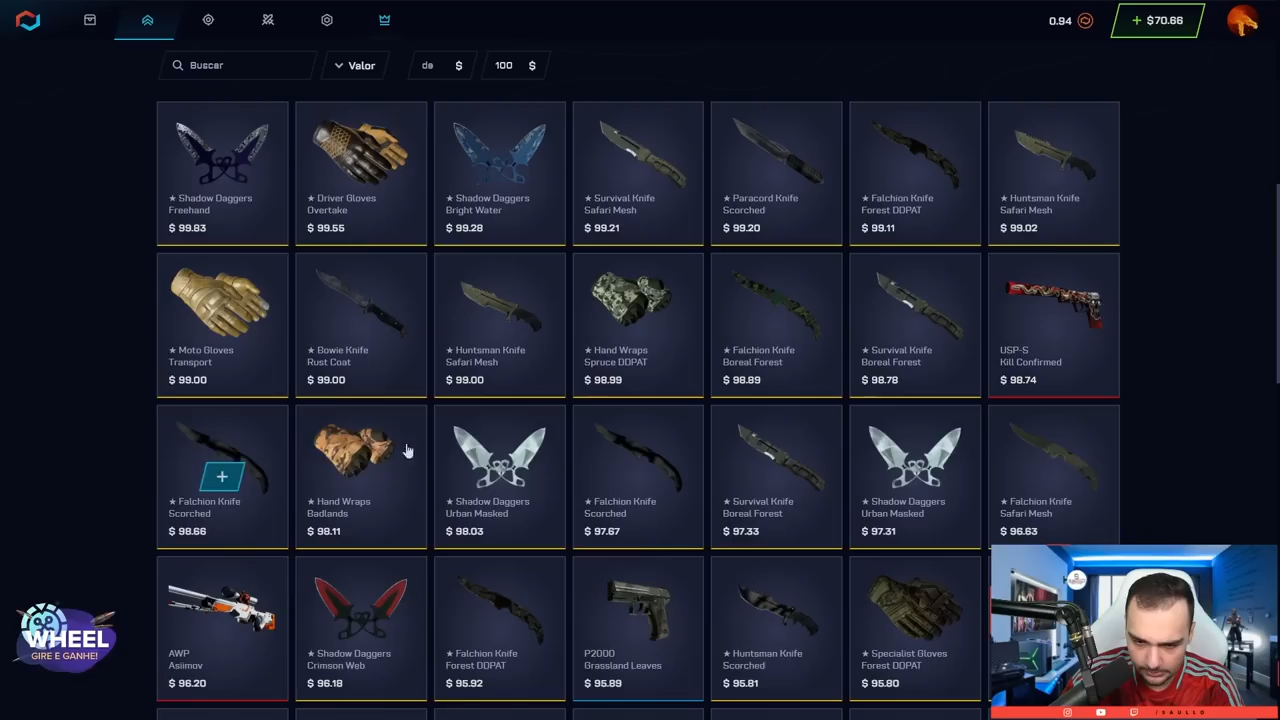 0.94
+ $70.66
Buscar
Valor
de $
100 $
★ Shadow Daggers
Freehand
$ 99.83
★ Driver Gloves
Overtake
$ 99.55
★ Shadow Daggers
Bright Water
$ 99.28
★ Survival Knife
Safari Mesh
$ 99.21
★ Paracord Knife
Scorched
$ 99.20
★ Falchion Knife
Forest DDPAT
$ 99.11
★ Huntsman Knife
Safari Mesh
$ 99.02
★ Moto Gloves
Transport
$ 99.00
★ Bowie Knife
Rust Coat
$ 99.00
★ Huntsman Knife
Safari Mesh
$ 99.00
★ Hand Wraps
Spruce DDPAT
$ 98.99
★ Falchion Knife
Boreal Forest
$ 98.89
★ Survival Knife
Boreal Forest
$ 98.78
USP-S
Kill Confirmed
$ 98.74
+
★ Falchion Knife
Scorched
$ 98.66
★ Hand Wraps
Badlands
$ 98.11
★ Shadow Daggers
Urban Masked
$ 98.03
★ Falchion Knife
Scorched
$ 97.67
★ Survival Knife
Boreal Forest
$ 97.33
★ Shadow Daggers
Urban Masked
$ 97.31
★ Falchion Knife
Safari Mesh
$ 96.63
AWP
Asiimov
$ 96.20
★ Shadow Daggers
Crimson Web
$ 96.18
★ Falchion Knife
Forest DDPAT
$ 95.92
P2000
Grassland Leaves
$ 95.89
★ Huntsman Knife
Scorched
$ 95.81
★ Specialist Gloves
Forest DDPAT
$ 95.80
WHEEL
GIRE E GANHE!
/SAULLO